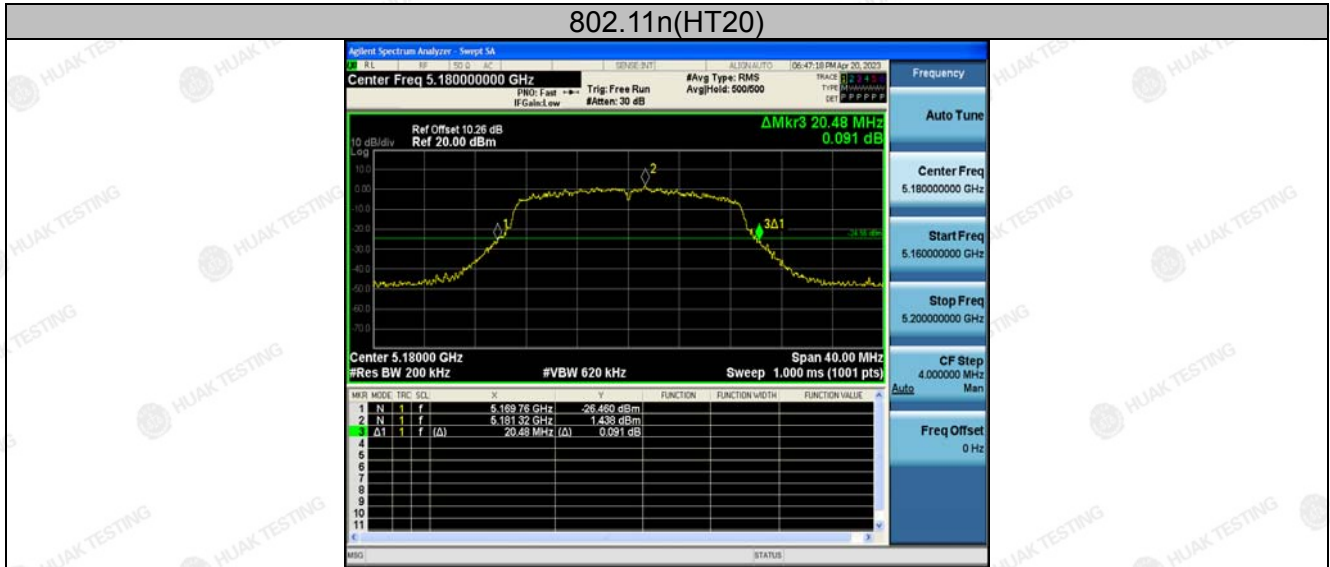 802.11n(HT20)
Agilent Spectrum Analyzer - Swept SA
RL RF 50 Ω AC SENSE:INT ALIGN AUTO 06:47:18 PM Apr 20, 2023
Center Freq 5.180000000 GHz
PNO: Fast
IFGain:Low
Trig: Free Run
#Atten: 30 dB
#Avg Type: RMS
Avg|Hold: 500/500
TRACE 1 2 3 4 5 6
TYPE M
DET P P P P P P
Frequency
Auto Tune
Center Freq
5.180000000 GHz
Start Freq
5.160000000 GHz
Stop Freq
5.200000000 GHz
CF Step
4.000000 MHz
Auto Man
Freq Offset
0 Hz
ΔMkr3 20.48 MHz
0.091 dB
Ref Offset 10.26 dB
10 dB/div Ref 20.00 dBm
Log
10.0
0.00
-10.0
-20.0
-30.0
-40.0
-50.0
-60.0
-70.0
1
2
3Δ1
Center 5.18000 GHz Span 40.00 MHz
#Res BW 200 kHz #VBW 620 kHz Sweep 1.000 ms (1001 pts)
MKR MODE TRC SCL X Y FUNCTION FUNCTION WIDTH FUNCTION VALUE
1 N 1 f 5.169 76 GHz -26.460 dBm
2 N 1 f 5.181 32 GHz 1.438 dBm
3 Δ1 1 f (Δ) 20.48 MHz (Δ) 0.091 dB
4
5
6
7
8
9
10
11
MSG STATUS
HUAK TESTING